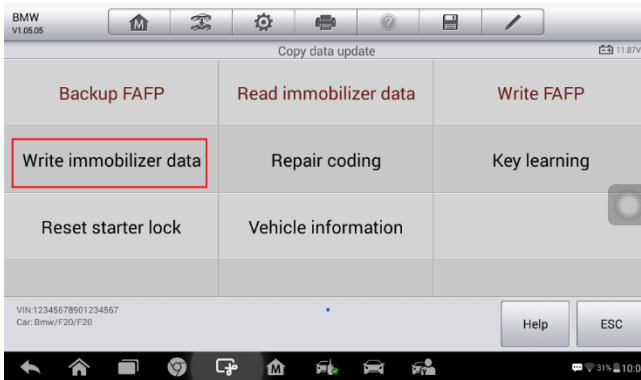 BMW
V1.05.05
Copy data update
11.87V
Backup FAFP
Read immobilizer data
Write FAFP
Write immobilizer data
Repair coding
Key learning
Reset starter lock
Vehicle information
VIN:12345678901234567
Car: Bmw/F20/F20
Help
ESC
31%